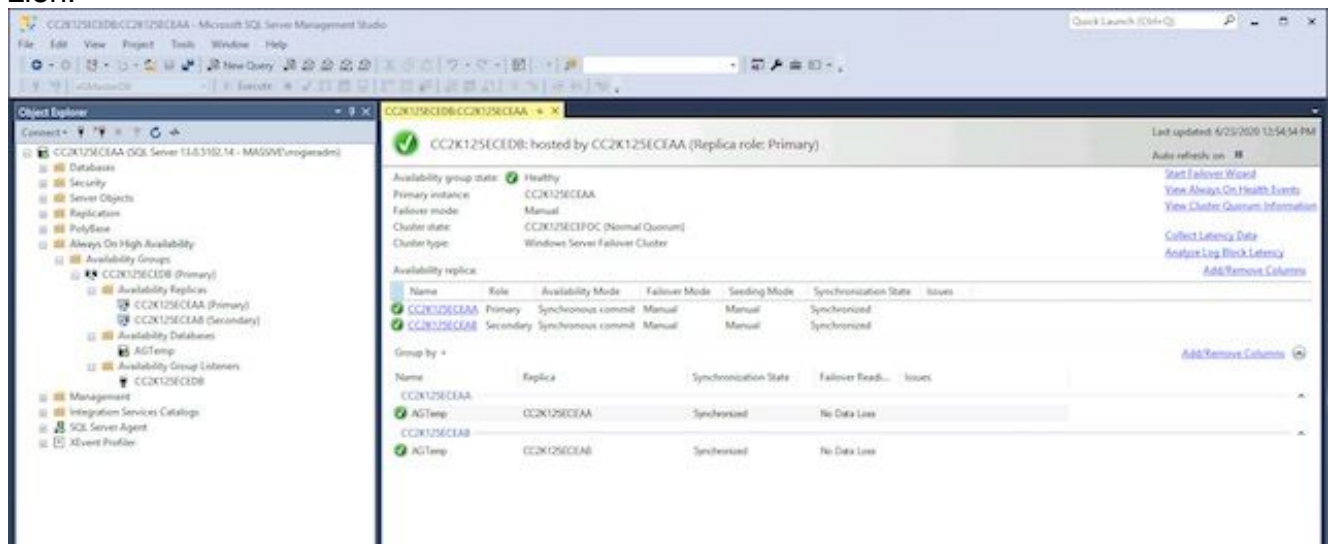 CC2K125ECEDB:CC2K125ECEAA - Microsoft SQL Server Management Studio
Quick Launch (Ctrl+Q)
File Edit View Project Tools Window Help
New Query
Execute
Object Explorer
CC2K125ECEDB:CC2K125ECEAA
Connect
CC2K125ECEAA (SQL Server 13.0.5102.14 -
Databases
Security
Server Objects
Replication
PolyBase
Always On High Availability
Availability Groups
CC2K125ECEDB (Primary)
Availability Replicas
CC2K125ECEAA (Primary)
CC2K125ECEAB (Secondary)
Availability Databases
AGTemp
Availability Group Listeners
CC2K125ECEDB
Management
Integration Services Catalogs
SQL Server Agent
XEvent Profiler
CC2K125ECEDB: hosted by CC2K125ECEAA (Replica role: Primary)
Last updated: 6/23/2020 12:54:54 PM
Auto refresh: on
Availability group state: Healthy
Primary instance: CC2K125ECEAA
Failover mode: Manual
Cluster state: (Normal Quorum)
Cluster type: Windows Server Failover Cluster
Start Failover Wizard
View Always On Health Events
View Cluster Quorum Information
Collect Latency Data
Analyze Log Block Latency
Availability replica:
Add/Remove Columns
Name Role Availability Mode Failover Mode Seeding Mode Synchronization State Issues
CC2K125ECEAA Primary Synchronous commit Manual Manual Synchronized
CC2K125ECEAB Secondary Synchronous commit Manual Manual Synchronized
Group by
Add/Remove Columns
Name Replica Synchronization State Failover Readi... Issues
CC2K125ECEAA
AGTemp CC2K125ECEAA Synchronized No Data Loss
CC2K125ECEAB
AGTemp CC2K125ECEAB Synchronized No Data Loss